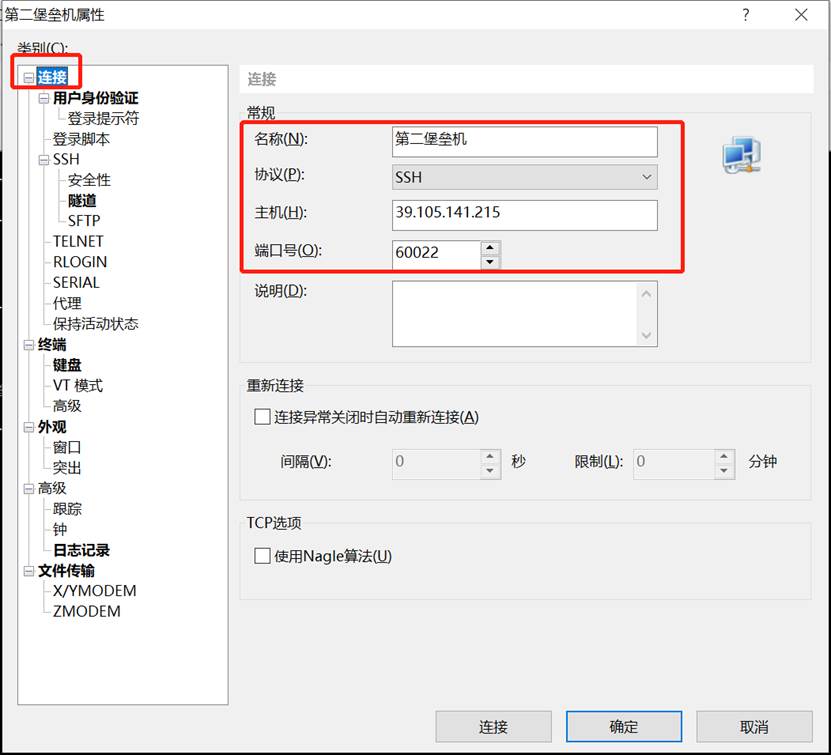 第二堡垒机属性
?
类别(C):
连接
用户身份验证
登录提示符
登录脚本
SSH
安全性
隧道
SFTP
TELNET
RLOGIN
SERIAL
代理
保持活动状态
终端
键盘
VT 模式
高级
外观
窗口
突出
高级
跟踪
钟
日志记录
文件传输
X/YMODEM
ZMODEM
连接
常规
名称(N): 第二堡垒机
协议(P): SSH
主机(H): 39.105.141.215
端口号(O): 60022
说明(D):
重新连接
连接异常关闭时自动重新连接(A)
间隔(V): 0 秒 限制(L): 0 分钟
TCP选项
使用Nagle算法(U)
连接 确定 取消